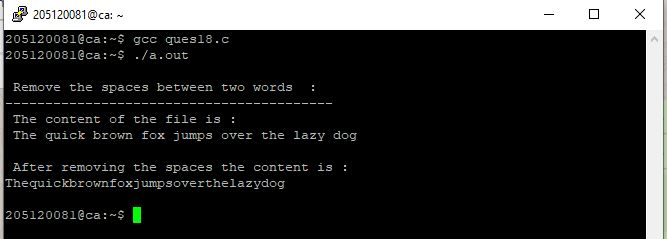 205120081@ca: ~
205120081@ca:~$ gcc ques18.c
205120081@ca:~$ ./a.out
Remove the spaces between two words  :
-----------------------------------------
The content of the file is :
The quick brown fox jumps over the lazy dog
After removing the spaces the content is :
Thequickbrownfoxjumpsoverthelazydog
205120081@ca:~$